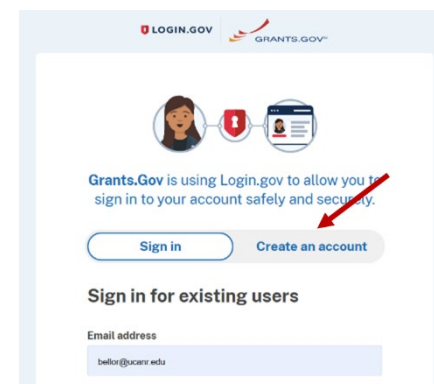 LOGIN.GOV GRANTS.GOV℠
Grants.Gov is using Login.gov to allow you to
sign in to your account safely and securely.
Sign in Create an account
Sign in for existing users
Email address
bellor@ucanr.edu